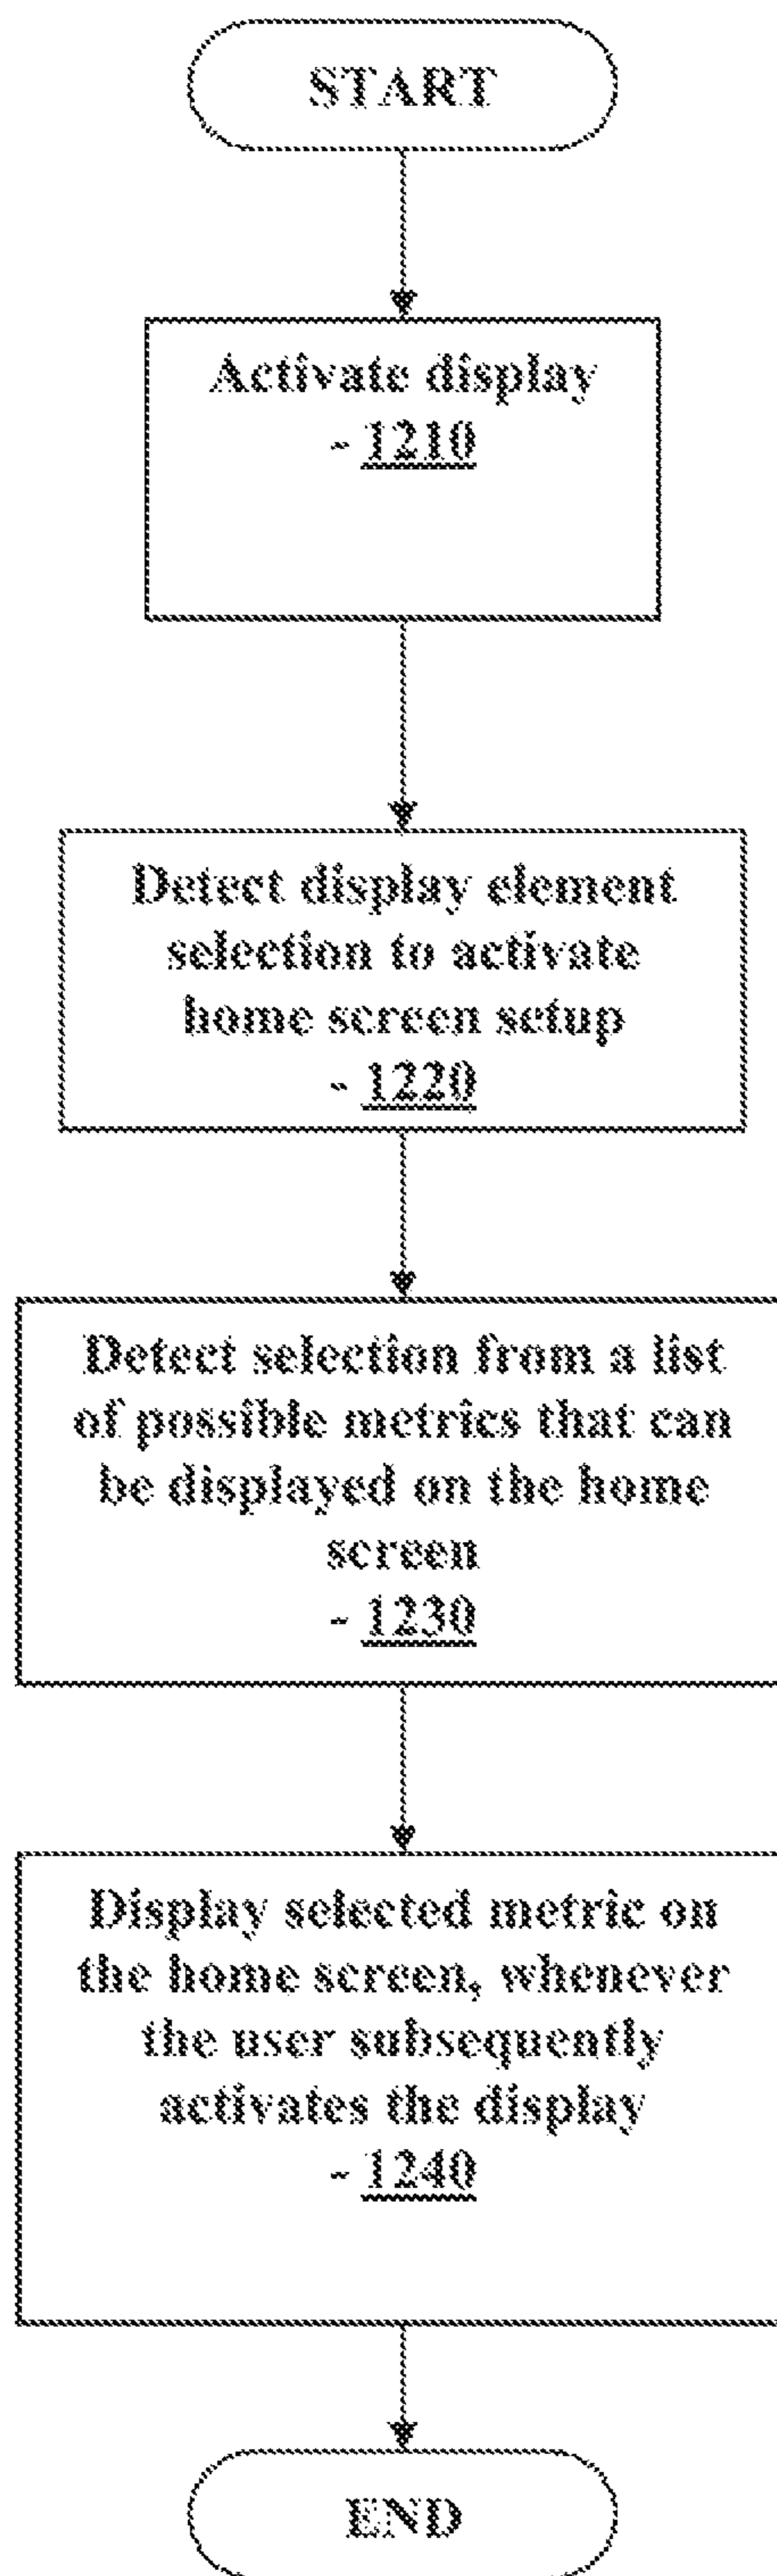 START
Activate display
- 1210
Detect display element
selection to activate
home screen setup
- 1220
Detect selection from a list
of possible metrics that can
be displayed on the home
screen
- 1230
Display selected metric on
the home screen, whenever
the user subsequently
activates the display
- 1240
END